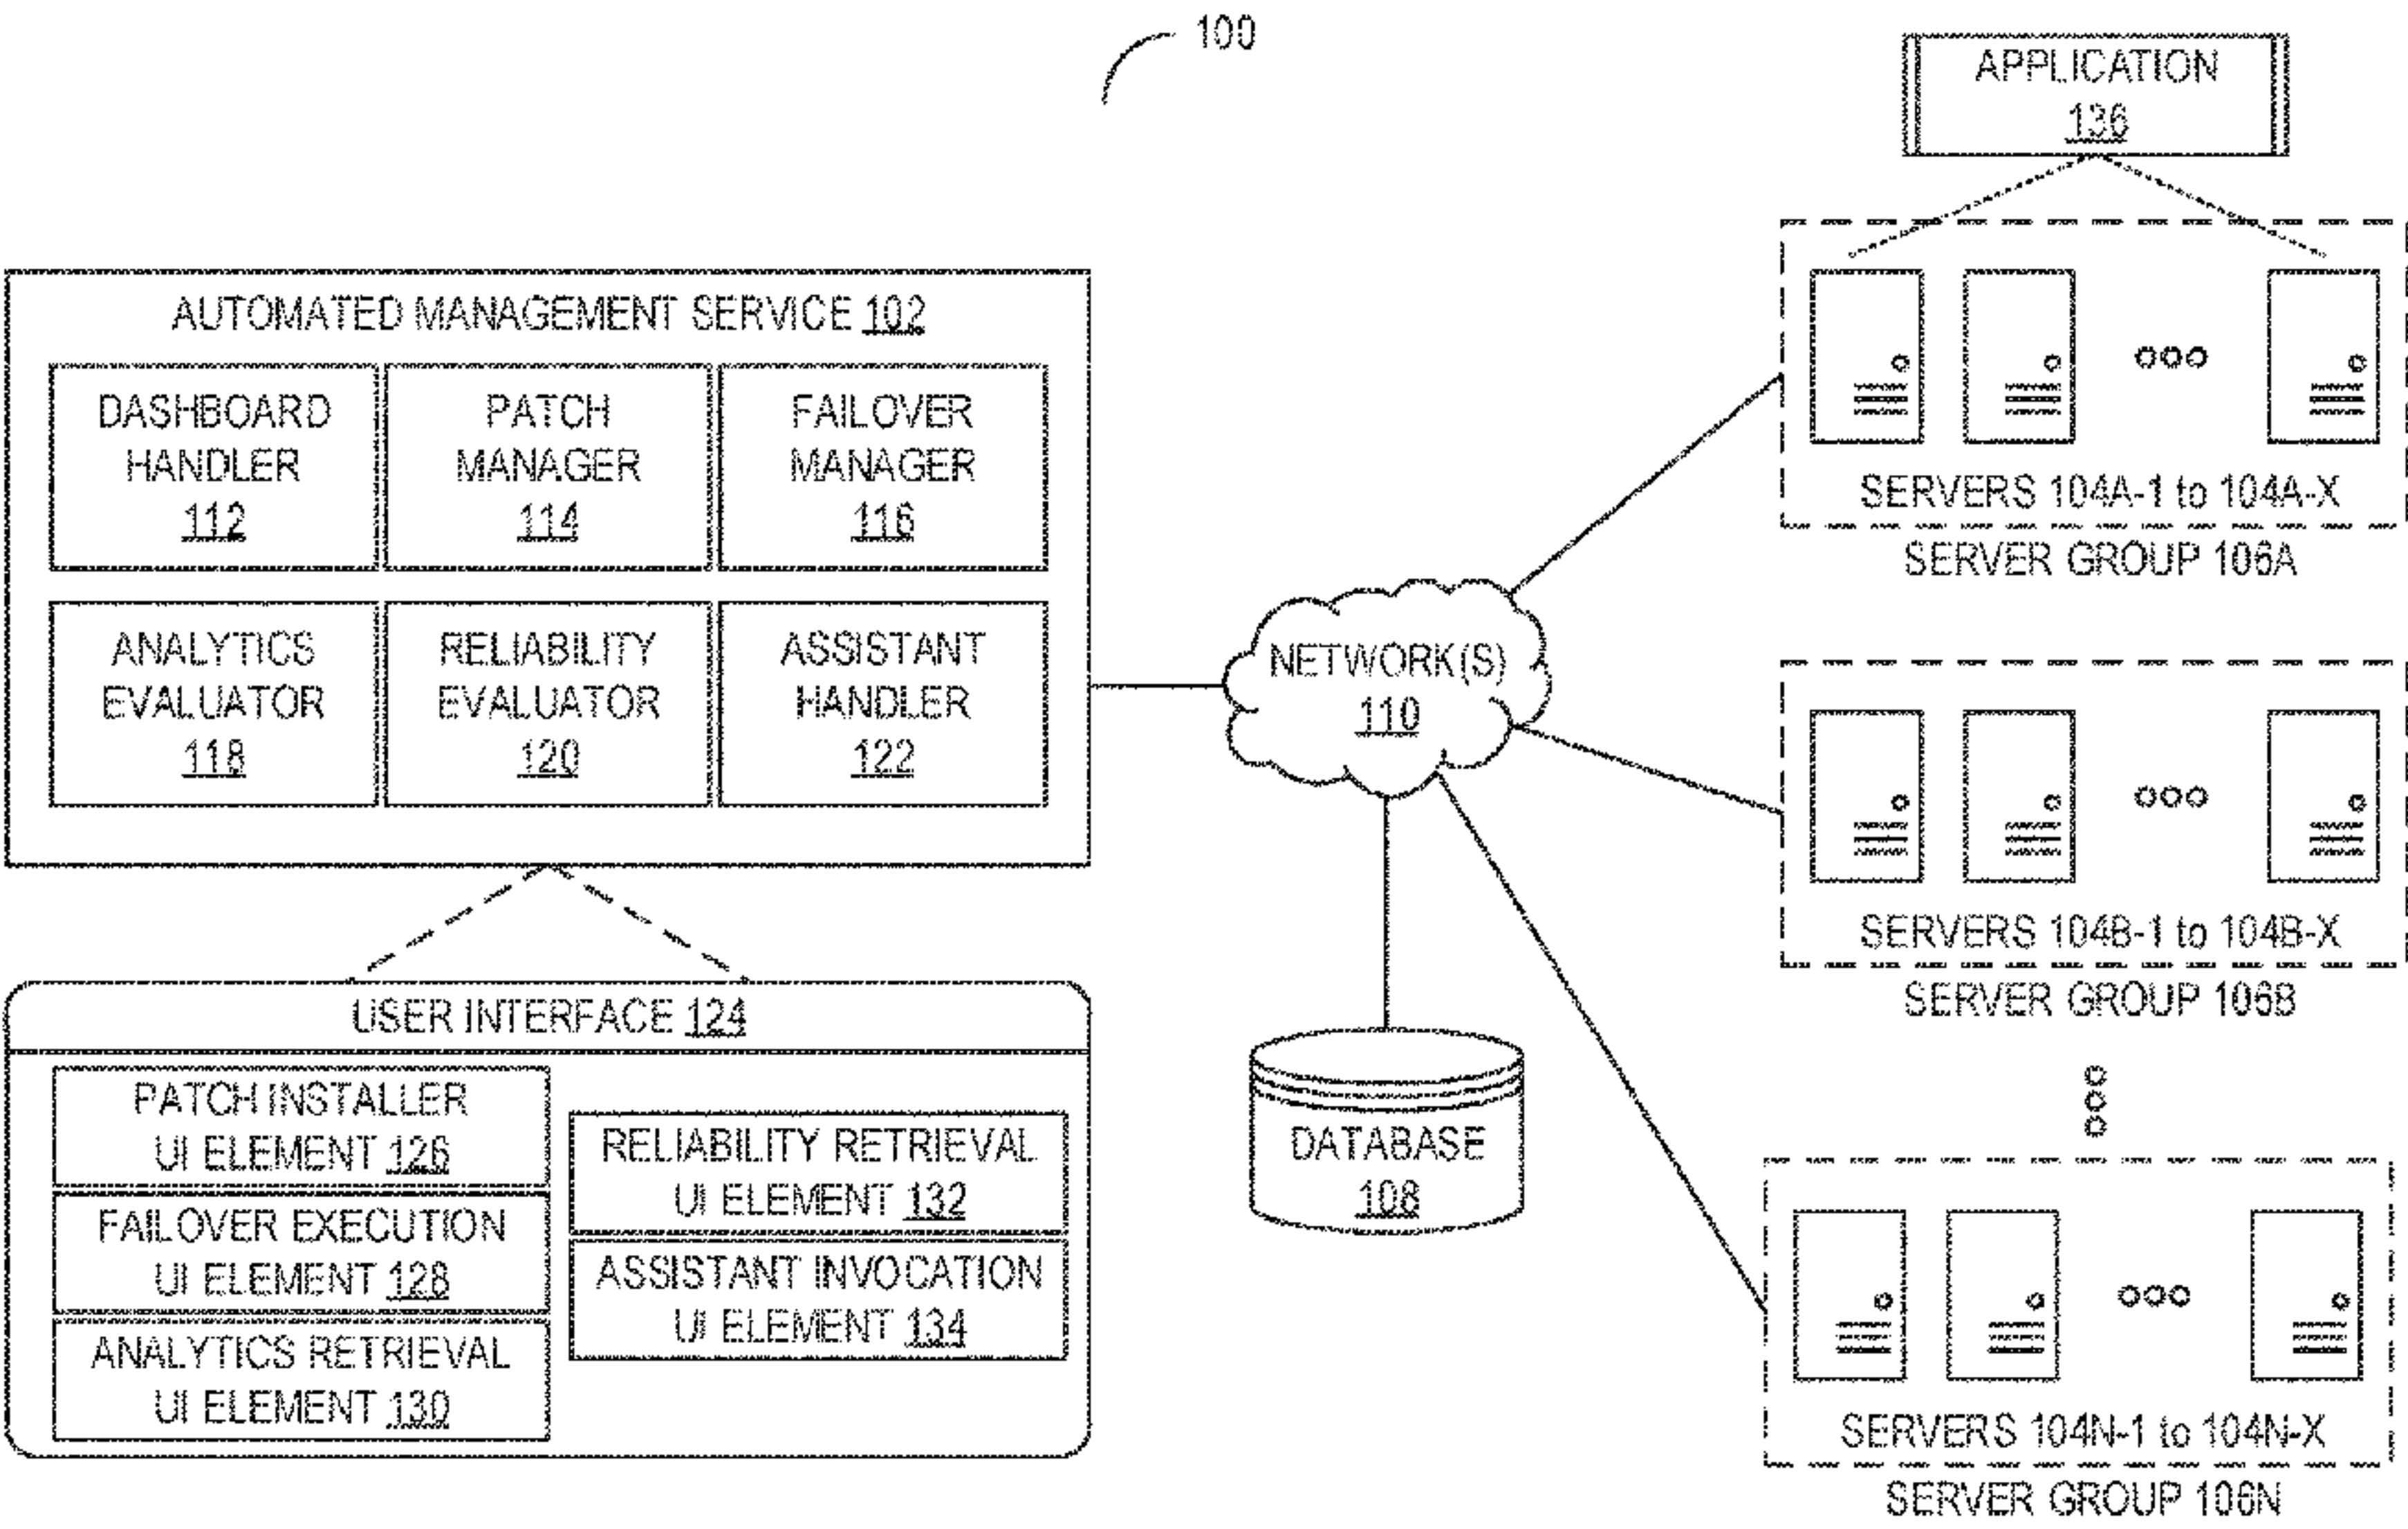 100
APPLICATION
136
AUTOMATED MANAGEMENT SERVICE 102
DASHBOARD
HANDLER
112
PATCH
MANAGER
114
FAILOVER
MANAGER
116
ANALYTICS
EVALUATOR
118
RELIABILITY
EVALUATOR
120
ASSISTANT
HANDLER
122
NETWORK(S)
110
SERVERS 104A-1 to 104A-X
SERVER GROUP 106A
SERVERS 104B-1 to 104B-X
SERVER GROUP 106B
USER INTERFACE 124
PATCH INSTALLER
UI ELEMENT 126
FAILOVER EXECUTION
UI ELEMENT 128
ANALYTICS RETRIEVAL
UI ELEMENT 130
RELIABILITY RETRIEVAL
UI ELEMENT 132
ASSISTANT INVOCATION
UI ELEMENT 134
DATABASE
108
SERVERS 104N-1 to 104N-X
SERVER GROUP 106N